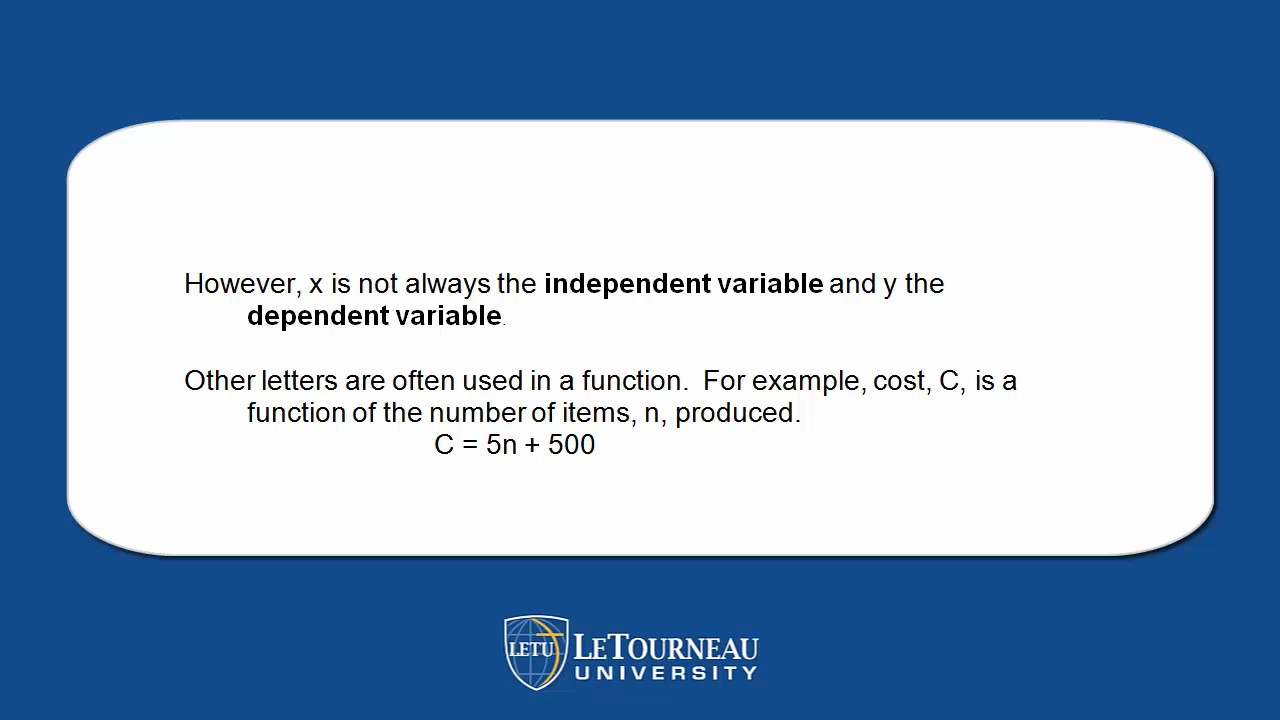 However, x is not always the independent variable and y the
dependent variable.
Other letters are often used in a function.  For example, cost, C, is a
function of the number of items, n, produced.
C = 5n + 500
LETU
LETOURNEAU
UNIVERSITY